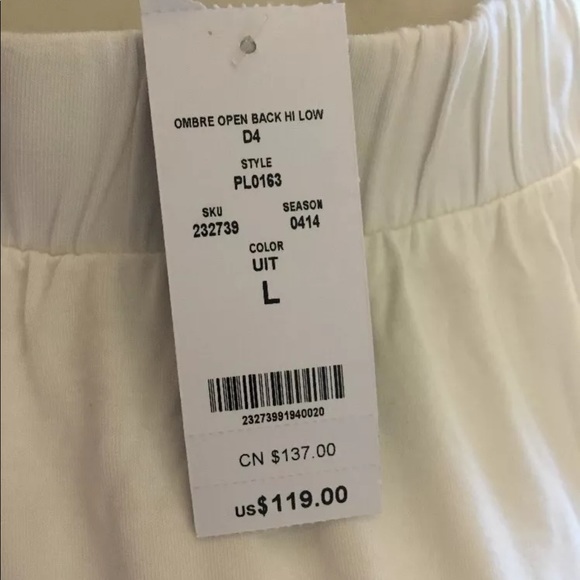 OMBRE OPEN BACK HI LOW
D4
STYLE
PL0163
SKU SEASON
232739 0414
COLOR
UIT
L
23273991940020
CN $137.00
US$119.00